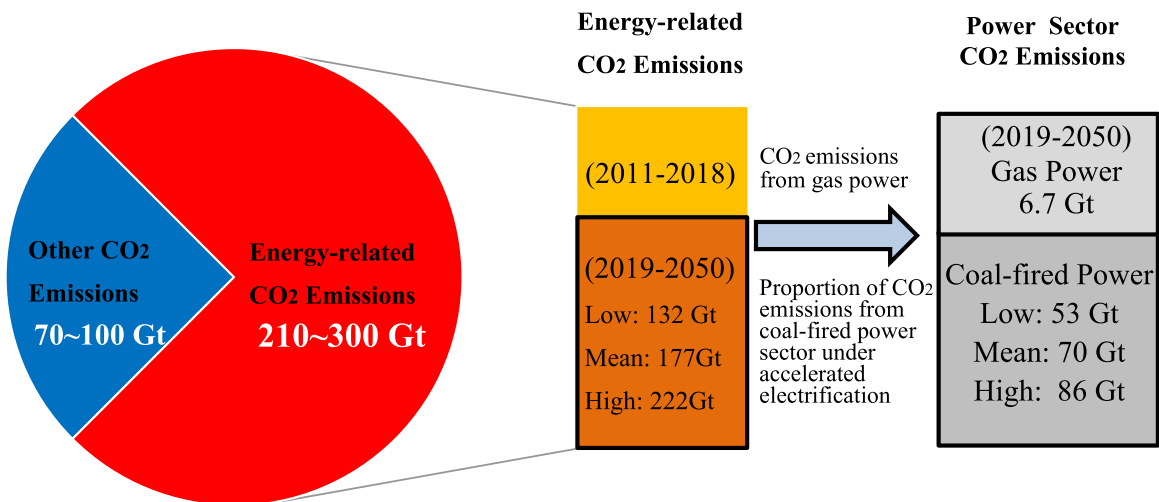 Energy-related
CO2 Emissions
Power Sector
CO2 Emissions
Other CO2
Emissions
70~100 Gt
Energy-related
CO2 Emissions
210~300 Gt
(2011-2018)
(2019-2050)
Low: 132 Gt
Mean: 177Gt
High: 222Gt
CO2 emissions
from gas power
Proportion of CO2
emissions from
coal-fired power
sector under
accelerated
electrification
(2019-2050)
Gas Power
6.7 Gt
Coal-fired Power
Low: 53 Gt
Mean: 70 Gt
High: 86 Gt